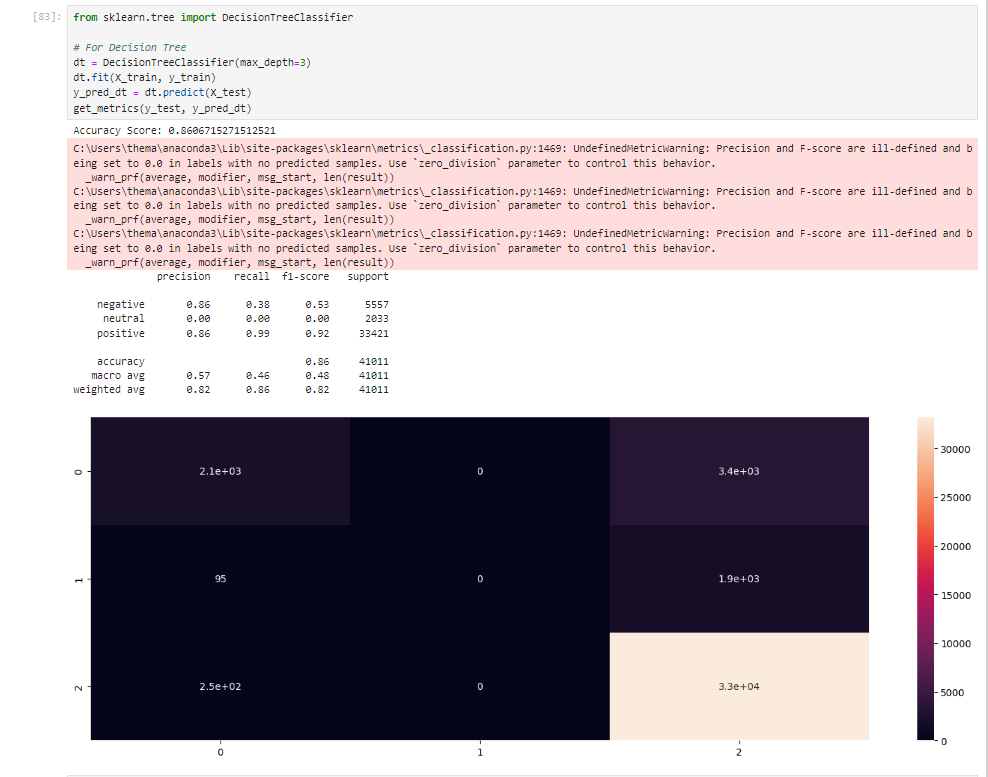 [83]: from sklearn.tree import DecisionTreeClassifier
# For Decision Tree
dt = DecisionTreeClassifier(max_depth=3)
dt.fit(X_train, y_train)
y_pred_dt = dt.predict(X_test)
get_metrics(y_test, y_pred_dt)
Accuracy Score: 0.8606715271512521
C:\Users\thema\anaconda3\Lib\site-packages\sklearn\metrics\_classification.py:1469: UndefinedMetricWarning: Precision and F-score are ill-defined and b
eing set to 0.0 in labels with no predicted samples. Use `zero_division` parameter to control this behavior.
_warn_prf(average, modifier, msg_start, len(result))
C:\Users\thema\anaconda3\Lib\site-packages\sklearn\metrics\_classification.py:1469: UndefinedMetricWarning: Precision and F-score are ill-defined and b
eing set to 0.0 in labels with no predicted samples. Use `zero_division` parameter to control this behavior.
_warn_prf(average, modifier, msg_start, len(result))
C:\Users\thema\anaconda3\Lib\site-packages\sklearn\metrics\_classification.py:1469: UndefinedMetricWarning: Precision and F-score are ill-defined and b
eing set to 0.0 in labels with no predicted samples. Use `zero_division` parameter to control this behavior.
_warn_prf(average, modifier, msg_start, len(result))
precision recall f1-score support
negative 0.86 0.38 0.53 5557
neutral 0.00 0.00 0.00 2033
positive 0.86 0.99 0.92 33421
accuracy 0.86 41011
macro avg 0.57 0.46 0.48 41011
weighted avg 0.82 0.86 0.82 41011
0 2.1e+03 0 3.4e+03
1 95 0 1.9e+03
2 2.5e+02 0 3.3e+04
0 1 2
30000
25000
20000
15000
10000
5000
0